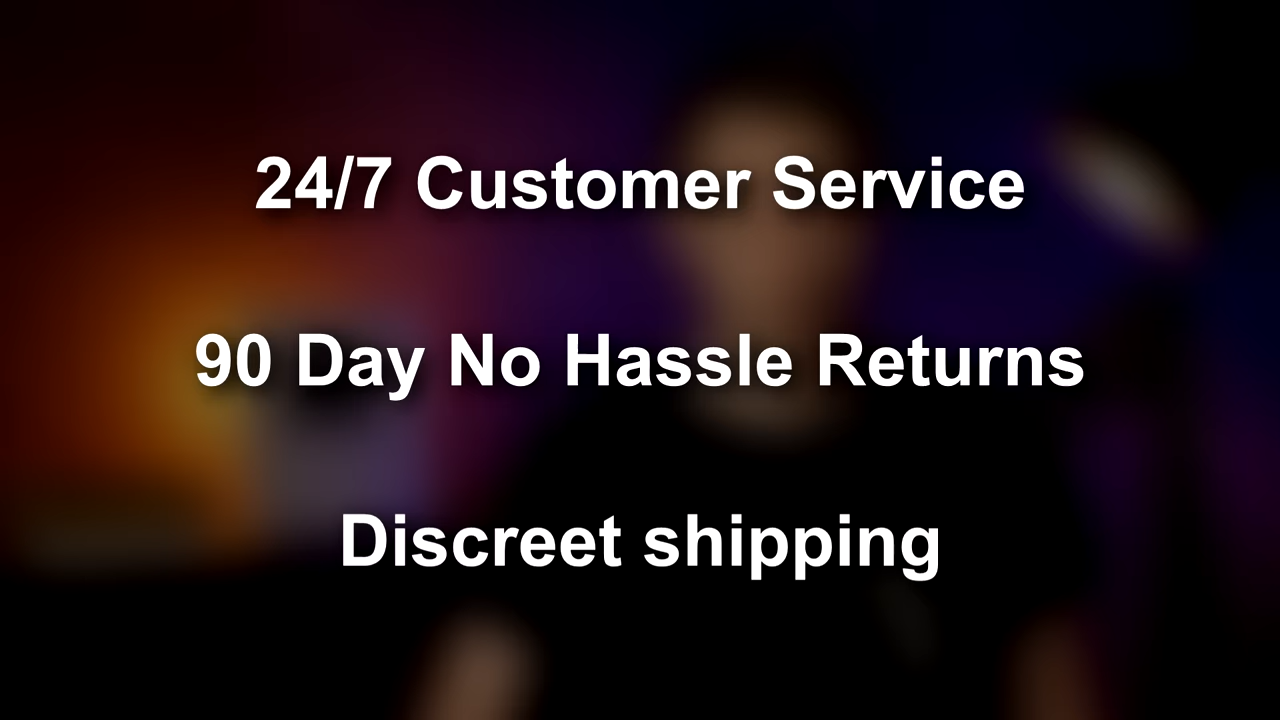 24/7 Customer Service
90 Day No Hassle Returns
Discreet shipping